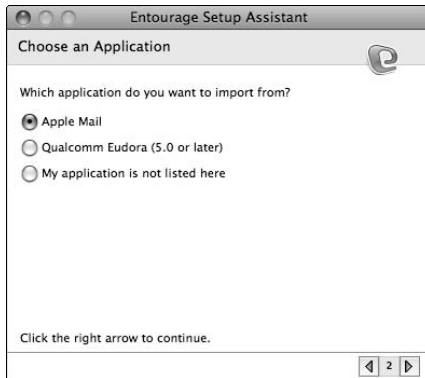 Entourage Setup Assistant
Choose an Application
Which application do you want to import from?
Apple Mail
Qualcomm Eudora (5.0 or later)
My application is not listed here
Click the right arrow to continue.
2